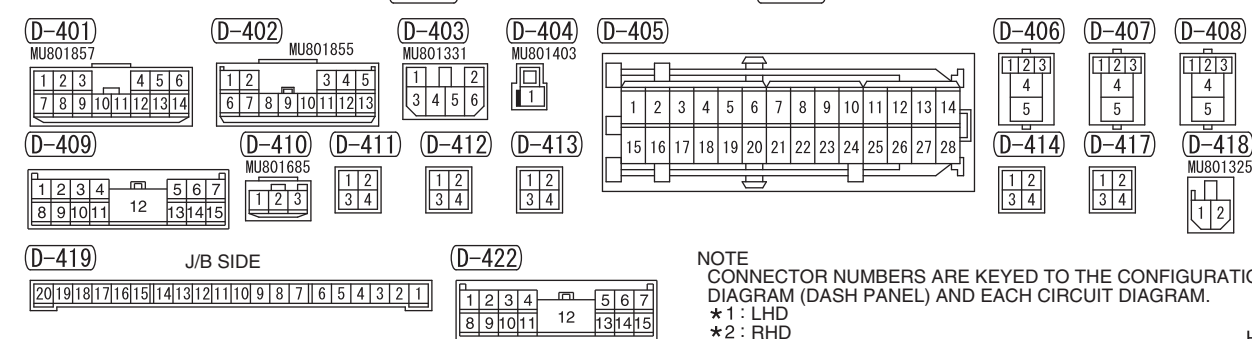 D-401
MU801857
1 2 3 4 5 6
7 8 9 10 11 12 13 14
D-402
MU801855
1 2 3 4 5
6 7 8 9 10 11 12 13
D-403
MU801331
1 2
3 4 5 6
D-404
MU801403
1
D-405
1 2 3 4 5 6 7 8 9 10 11 12 13 14
15 16 17 18 19 20 21 22 23 24 25 26 27 28
D-406
1 2 3
4
5
D-407
1 2 3
4
5
D-408
1 2 3
4
5
D-409
1 2 3 4 5 6 7
8 9 10 11 12 13 14 15
D-410
MU801685
1 2 3
D-411
1 2
3 4
D-412
1 2
3 4
D-413
1 2
3 4
D-414
1 2
3 4
D-417
1 2
3 4
D-418
MU801325
1 2
D-419
J/B SIDE
20 19 18 17 16 15 14 13 12 11 10 9 8 7 6 5 4 3 2 1
D-422
1 2 3 4 5 6 7
8 9 10 11 12 13 14 15
NOTE
CONNECTOR NUMBERS ARE KEYED TO THE CONFIGURATIO
DIAGRAM (DASH PANEL) AND EACH CIRCUIT DIAGRAM.
*1 : LHD
*2 : RHD